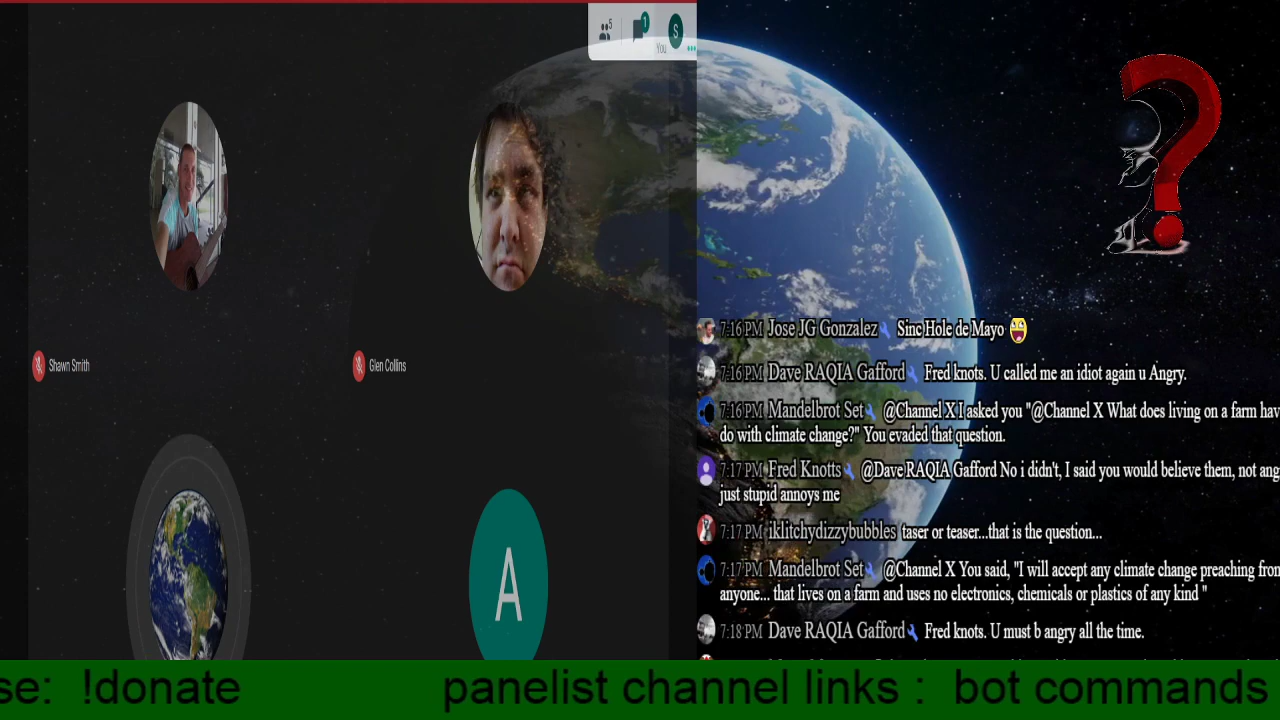 5
1
S
You
Shawn Smith
Glen Collins
A
7:16 PM Jose JG Gonzalez Sinc Hole de Mayo
7:16 PM Dave RAQIA Gafford Fred knots. U called me an idiot again u Angry.
7:16 PM Mandelbrot Set @Channel X I asked you "@Channel X What does living on a farm hav
do with climate change?" You evaded that question.
7:17 PM Fred Knotts @Dave RAQIA Gafford No i didn't, I said you would believe them, not ang
just stupid annoys me
7:17 PM iklitchydizzybubbles taser or teaser...that is the question...
7:17 PM Mandelbrot Set @Channel X You said, "I will accept any climate change preaching from
anyone... that lives on a farm and uses no electronics, chemicals or plastics of any kind "
7:18 PM Dave RAQIA Gafford Fred knots. U must b angry all the time.
se: !donate panelist channel links : bot commands